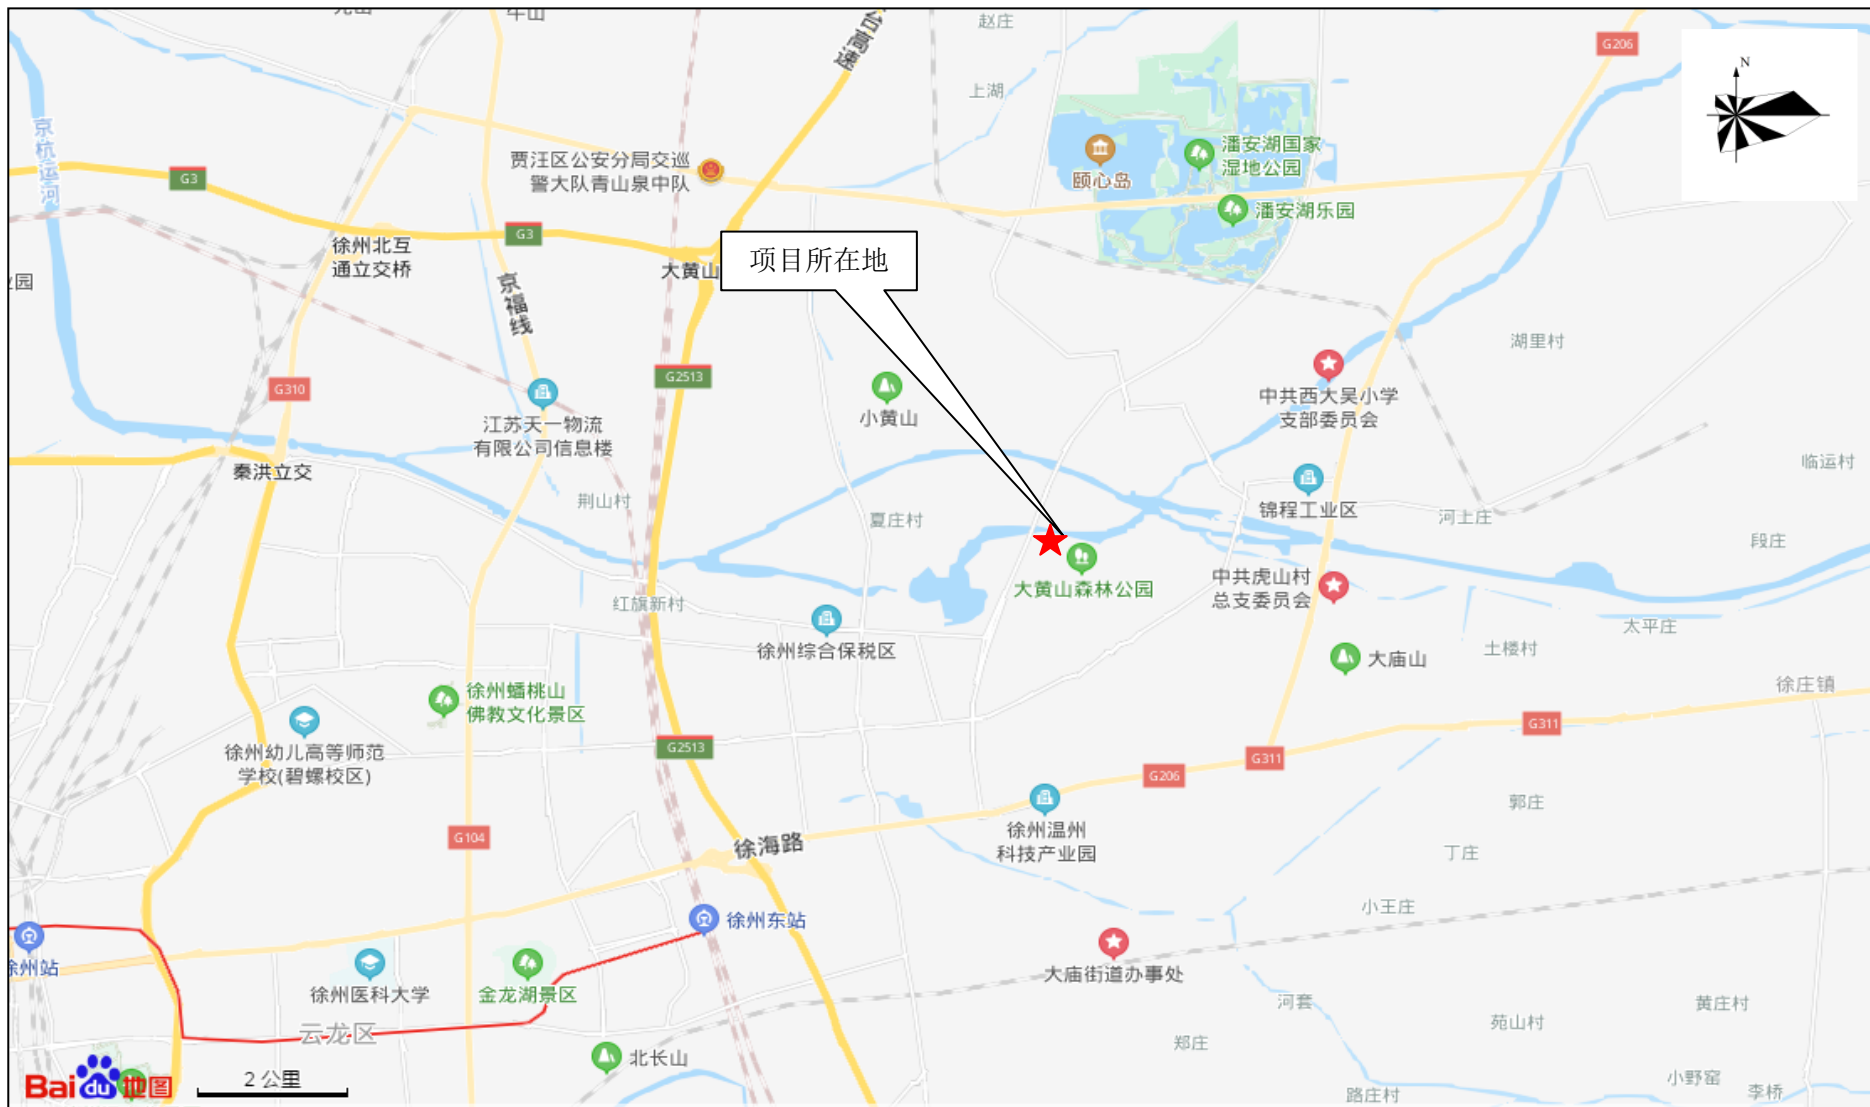 赵庄
上湖
G206
N
京杭运河
G3
贾汪区公安分局交巡
警大队青山泉中队
潘安湖国家
湿地公园
颐心岛
潘安湖乐园
G3
徐州北互
通立交桥
大黄山
项目所在地
京福线
湖里村
G310
G2513
小黄山
中共西大吴小学
支部委员会
江苏天一物流
有限公司信息楼
秦洪立交
荆山村
夏庄村
锦程工业区
河上庄
临运村
段庄
大黄山森林公园
中共虎山村
总支委员会
红旗新村
徐州综合保税区
太平庄
土楼村
大庙山
徐庄镇
徐州蟠桃山
佛教文化景区
徐州幼儿高等师范
学校(碧螺校区)
G2513
G311
G311
G206
徐州温州
科技产业园
郭庄
G104
徐海路
丁庄
小王庄
徐州东站
徐州医科大学
金龙湖景区
大庙街道办事处
云龙区
河套
苑山村
黄庄村
郑庄
北长山
小野窑
李桥
路庄村
Bai du 地图
2 公里